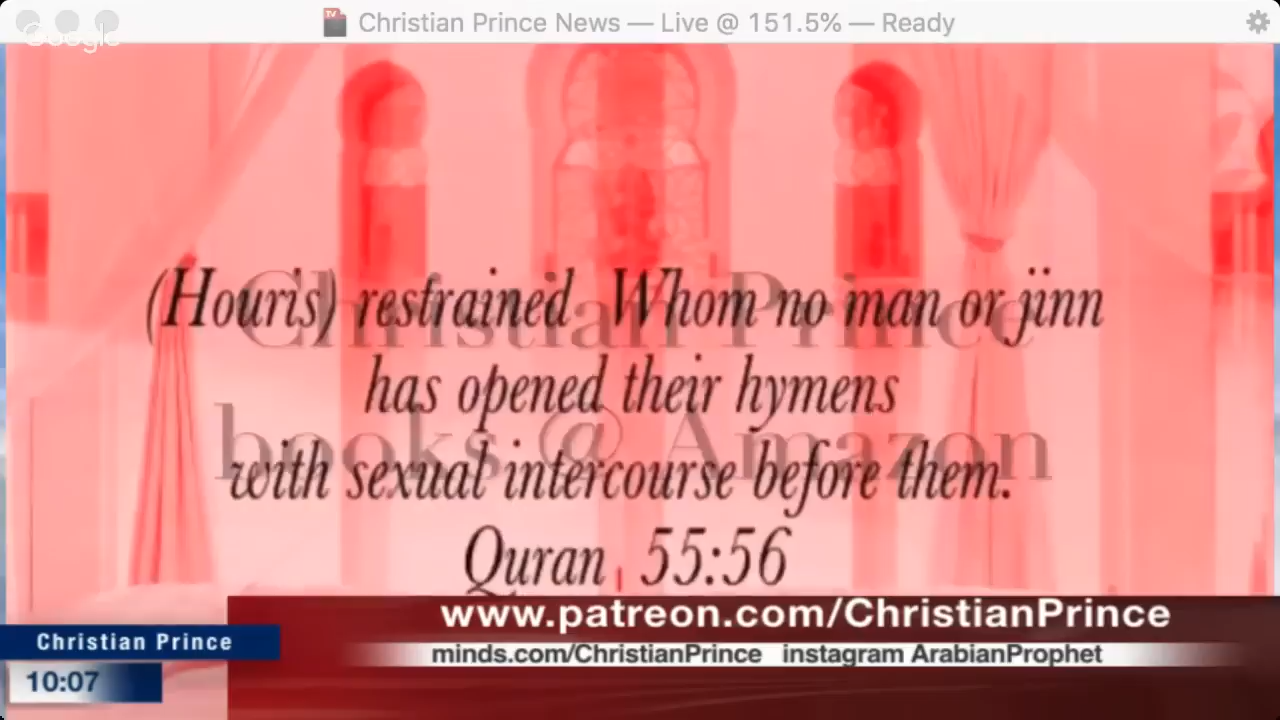 Christian Prince News — Live @ 151.5% — Ready
Google
(Houris) restrained Whom no man or jinn
has opened their hymens
with sexual intercourse before them.
Quran 55:56
Christian Prince
books @ Amazon
www.patreon.com/ChristianPrince
minds.com/ChristianPrince instagram ArabianProphet
Christian Prince
10:07
TV